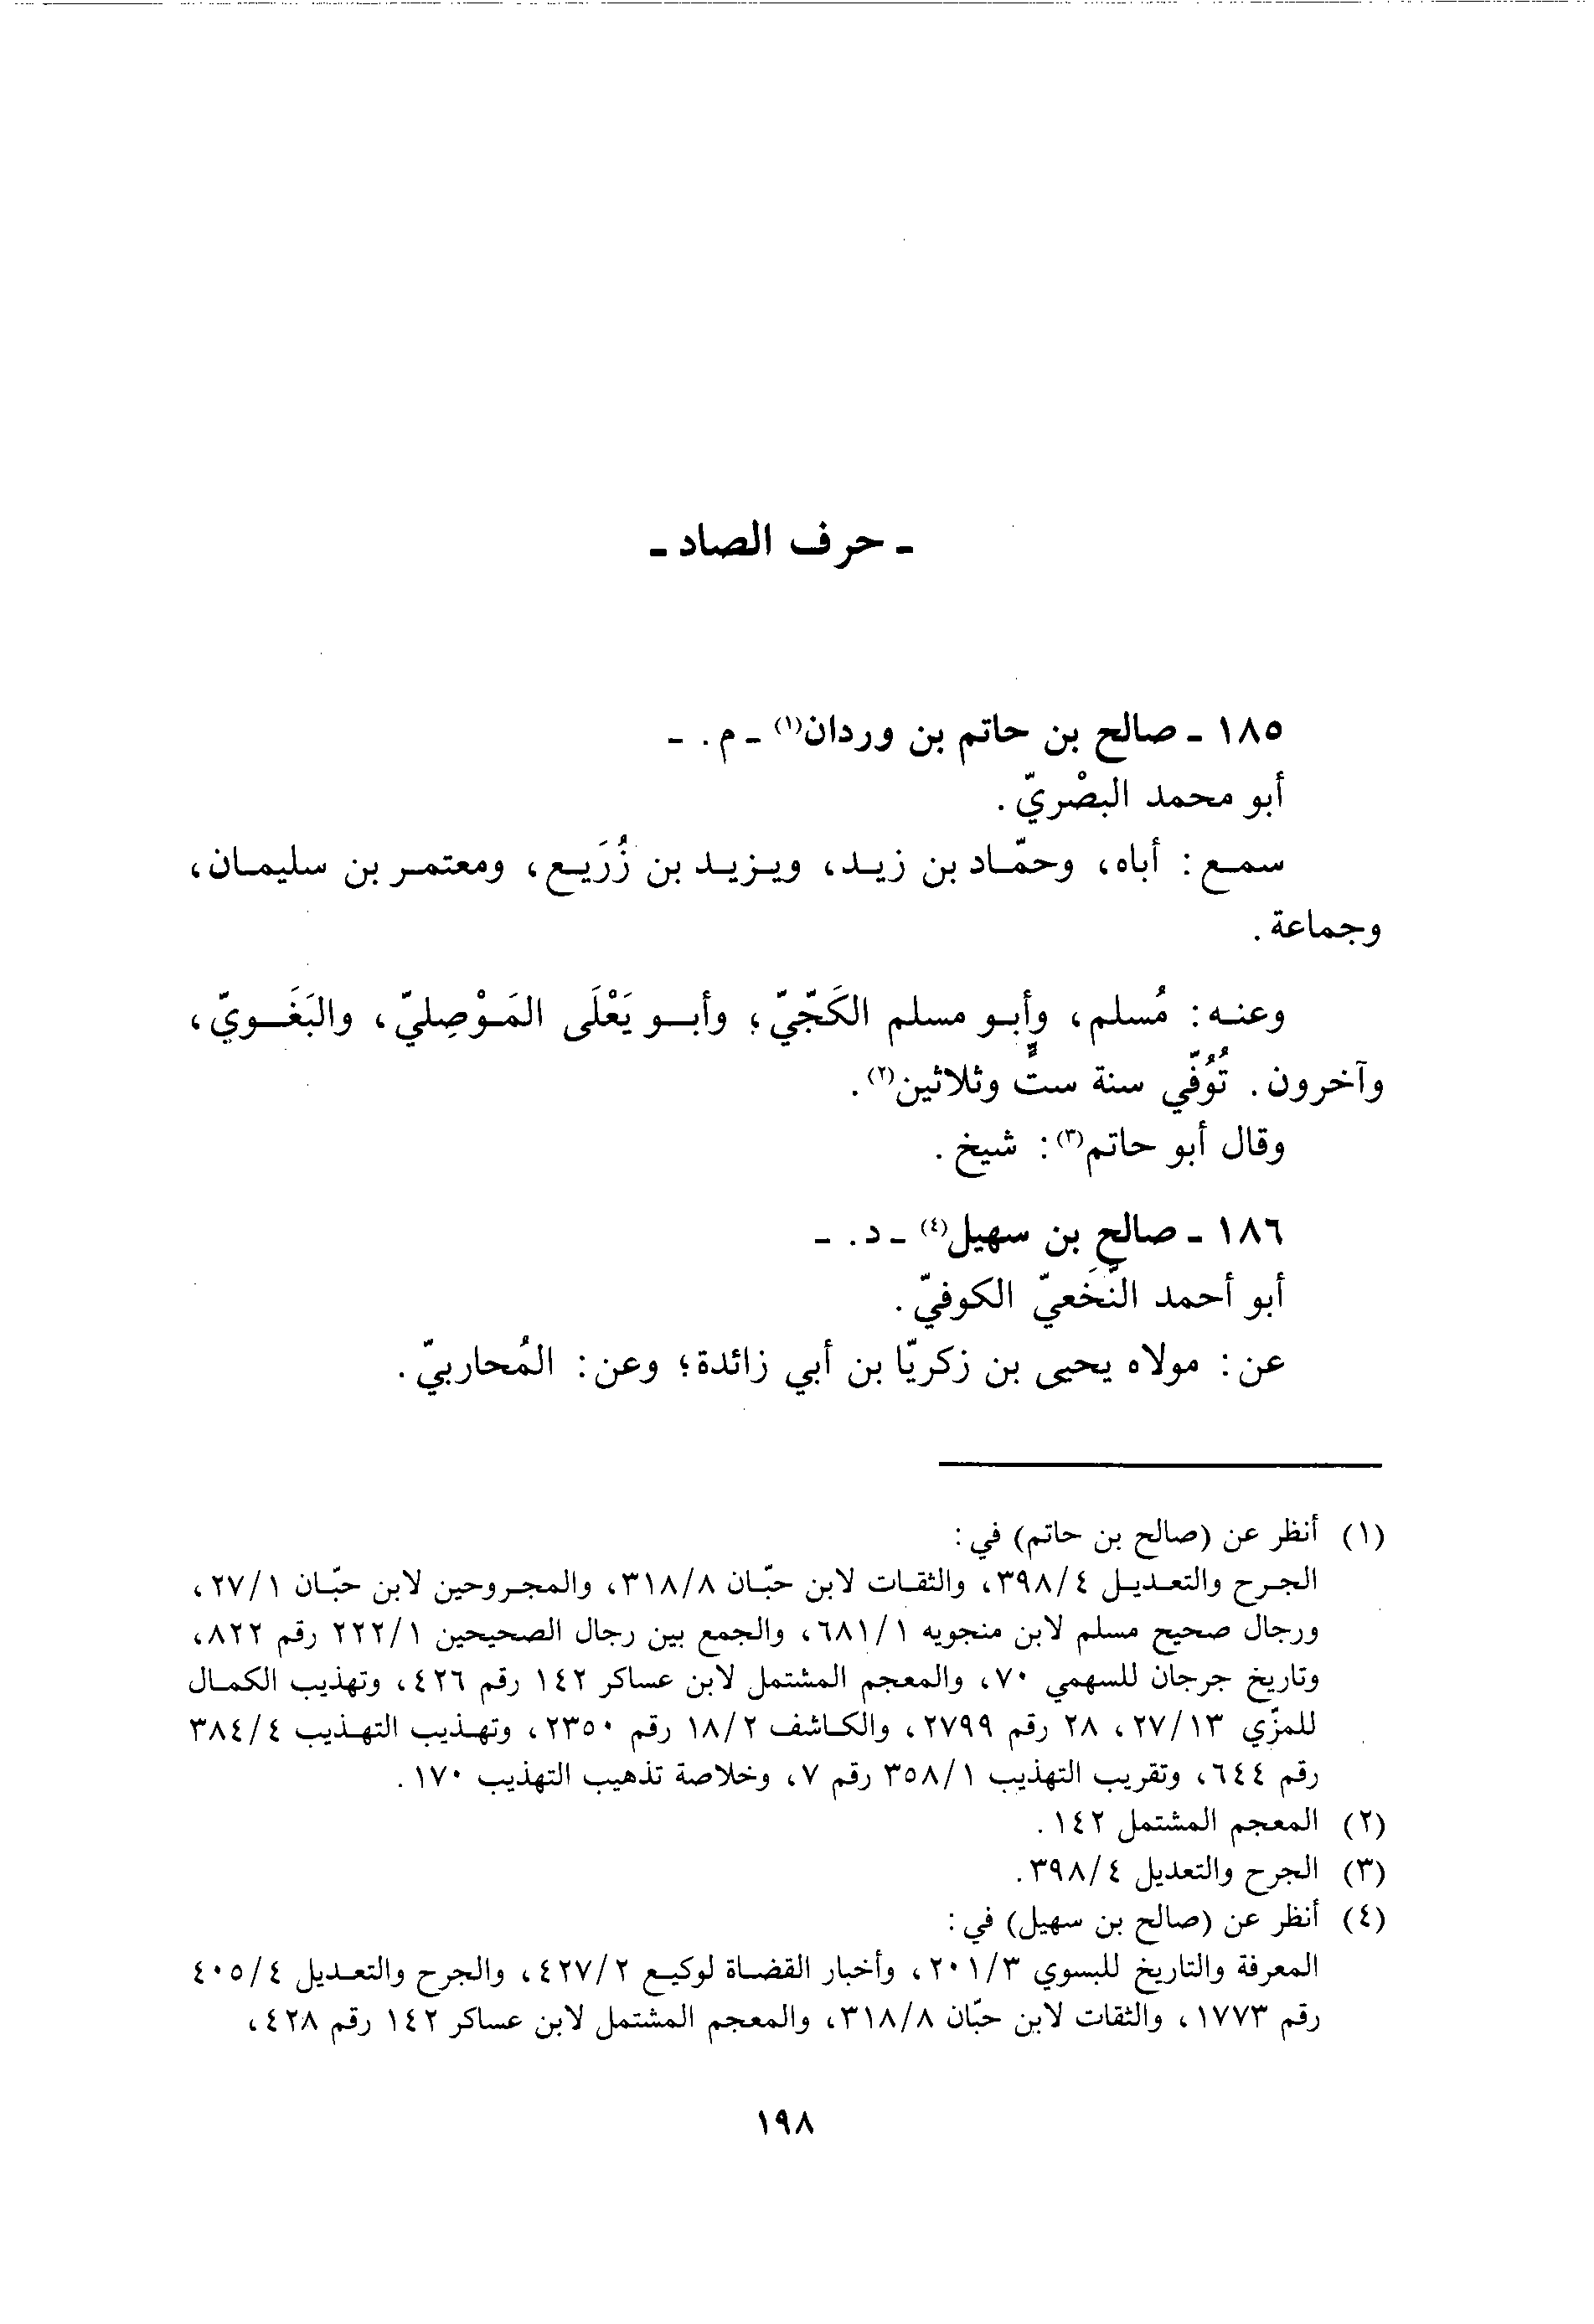 - حرف الصاد -
١٨٥ - صالح بن حاتم بن وردان(١) - م. -
أبو محمد البصْريّ.
سمع: أباه، وحمّاد بن زيد، ويزيد بن زُرَيع، ومعتمر بن سليمان،
وجماعة.
وعنه: مُسلم، وأبو مسلم الكَجّيّ؛ وأبو يَعْلَى المَوْصِليّ، والبَغَويّ،
وآخرون. تُوُفّي سنة ستٍّ وثلاثين(٢).
وقال أبو حاتم(٣): شيخ.
١٨٦ - صالح بن سهيل(٤) - د. -
أبو أحمد النَّخَعيّ الكوفيّ.
عن: مولاه يحيى بن زكريّا بن أبي زائدة؛ وعن: المُحاربيّ.
(١) أنظر عن (صالح بن حاتم) في:
الجرح والتعديل ٣٩٨/٤، والثقات لابن حبّان ٣١٨/٨، والمجروحين لابن حبّان ٢٧/١،
ورجال صحيح مسلم لابن منجويه ٦٨١/١، والجمع بين رجال الصحيحين ٢٢٢/١ رقم ٨٢٢،
وتاريخ جرجان للسهمي ٧٠، والمعجم المشتمل لابن عساكر ١٤٢ رقم ٤٢٦، وتهذيب الكمال
للمزّي ٢٧/١٣، ٢٨ رقم ٢٧٩٩، والكاشف ١٨/٢ رقم ٢٣٥٠، وتهذيب التهذيب ٣٨٤/٤
رقم ٦٤٤، وتقريب التهذيب ٣٥٨/١ رقم ٧، وخلاصة تذهيب التهذيب ١٧٠.
(٢) المعجم المشتمل ١٤٢.
(٣) الجرح والتعديل ٣٩٨/٤.
(٤) أنظر عن (صالح بن سهيل) في:
المعرفة والتاريخ للبسوي ٢٠١/٣، وأخبار القضاة لوكيع ٤٢٧/٢، والجرح والتعديل ٤٠٥/٤
رقم ١٧٧٣، والثقات لابن حبّان ٣١٨/٨، والمعجم المشتمل لابن عساكر ١٤٢ رقم ٤٢٨،
١٩٨